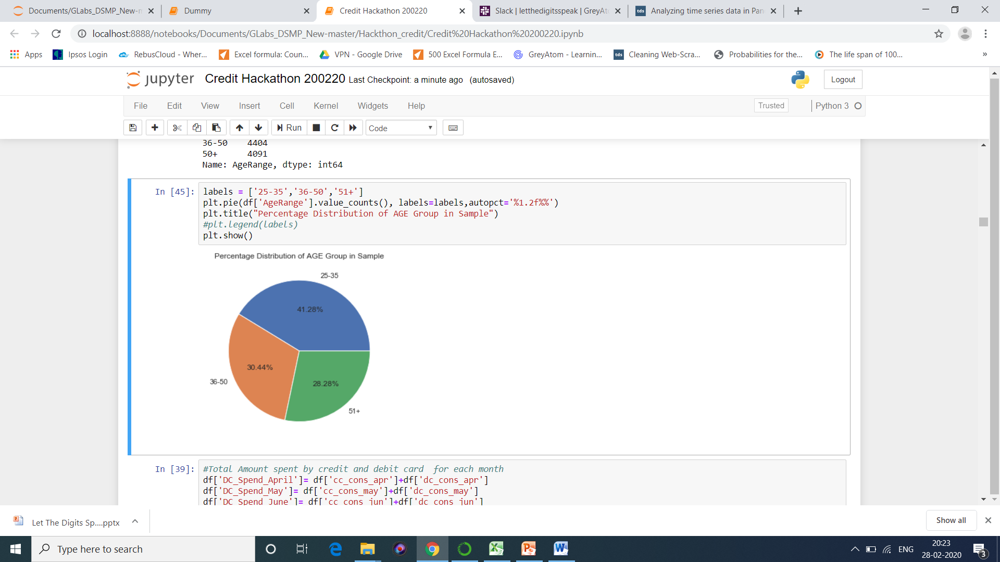 Documents/GLabs_DSMP_New-m
Dummy
Credit Hackathon 200220
Slack | letthedigitsspeak | GreyAt
tds Analyzing time series data in Pan
localhost:8888/notebooks/Documents/GLabs_DSMP_New-master/Hackthon_credit/Credit%20Hackathon%20200220.ipynb
Apps
Ipsos Login
RebusCloud - Wher...
Excel formula: Coun...
VPN - Google Drive
500 Excel Formula E...
GreyAtom - Learnin...
tds Cleaning Web-Scra...
Probabilities for the...
The life span of 100...
»
jupyter Credit Hackathon 200220 Last Checkpoint: a minute ago (autosaved)
Logout
File Edit View Insert Cell Kernel Widgets Help
Trusted
Python 3
Run
Code
36-50 4404
50+ 4091
Name: AgeRange, dtype: int64
In [45]:
labels = ['25-35','36-50','51+']
plt.pie(df['AgeRange'].value_counts(), labels=labels,autopct='%1.2f%%')
plt.title("Percentage Distribution of AGE Group in Sample")
#plt.legend(labels)
plt.show()
Percentage Distribution of AGE Group in Sample
25-35
41.28%
30.44%
36-50
28.28%
51+
In [39]:
#Total Amount spent by credit and debit card  for each month
df['DC_Spend_April']= df['cc_cons_apr']+df['dc_cons_apr']
df['DC_Spend_May']= df['cc_cons_may']+df['dc_cons_may']
df['DC_Spend_June']= df['cc_cons_jun']+df['dc_cons_jun']
Let The Digits Sp....pptx
Show all
Type here to search
ENG
20:23
28-02-2020
3